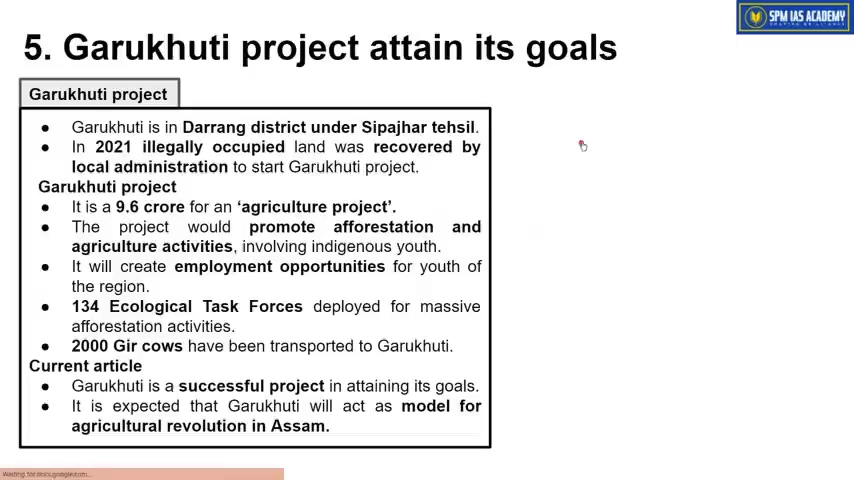 SPM IAS ACADEMY
5. Garukhuti project attain its goals
Garukhuti project
● Garukhuti is in Darrang district under Sipajhar tehsil.
● In 2021 illegally occupied land was recovered by
local administration to start Garukhuti project.
Garukhuti project
● It is a 9.6 crore for an ‘agriculture project’.
● The project would promote afforestation and
agriculture activities, involving indigenous youth.
● It will create employment opportunities for youth of
the region.
● 134 Ecological Task Forces deployed for massive
afforestation activities.
● 2000 Gir cows have been transported to Garukhuti.
Current article
● Garukhuti is a successful project in attaining its goals.
● It is expected that Garukhuti will act as model for
agricultural revolution in Assam.